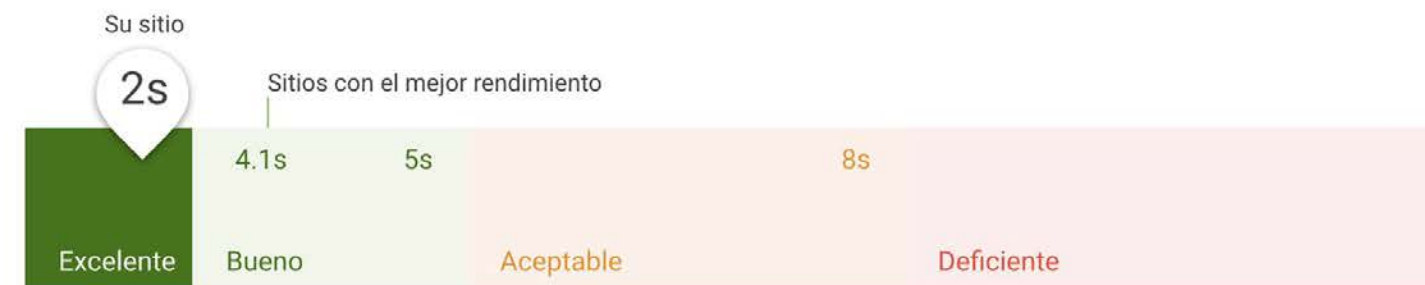 Su sitio
2s
Sitios con el mejor rendimiento
4.1s 5s 8s
Excelente Bueno Aceptable Deficiente